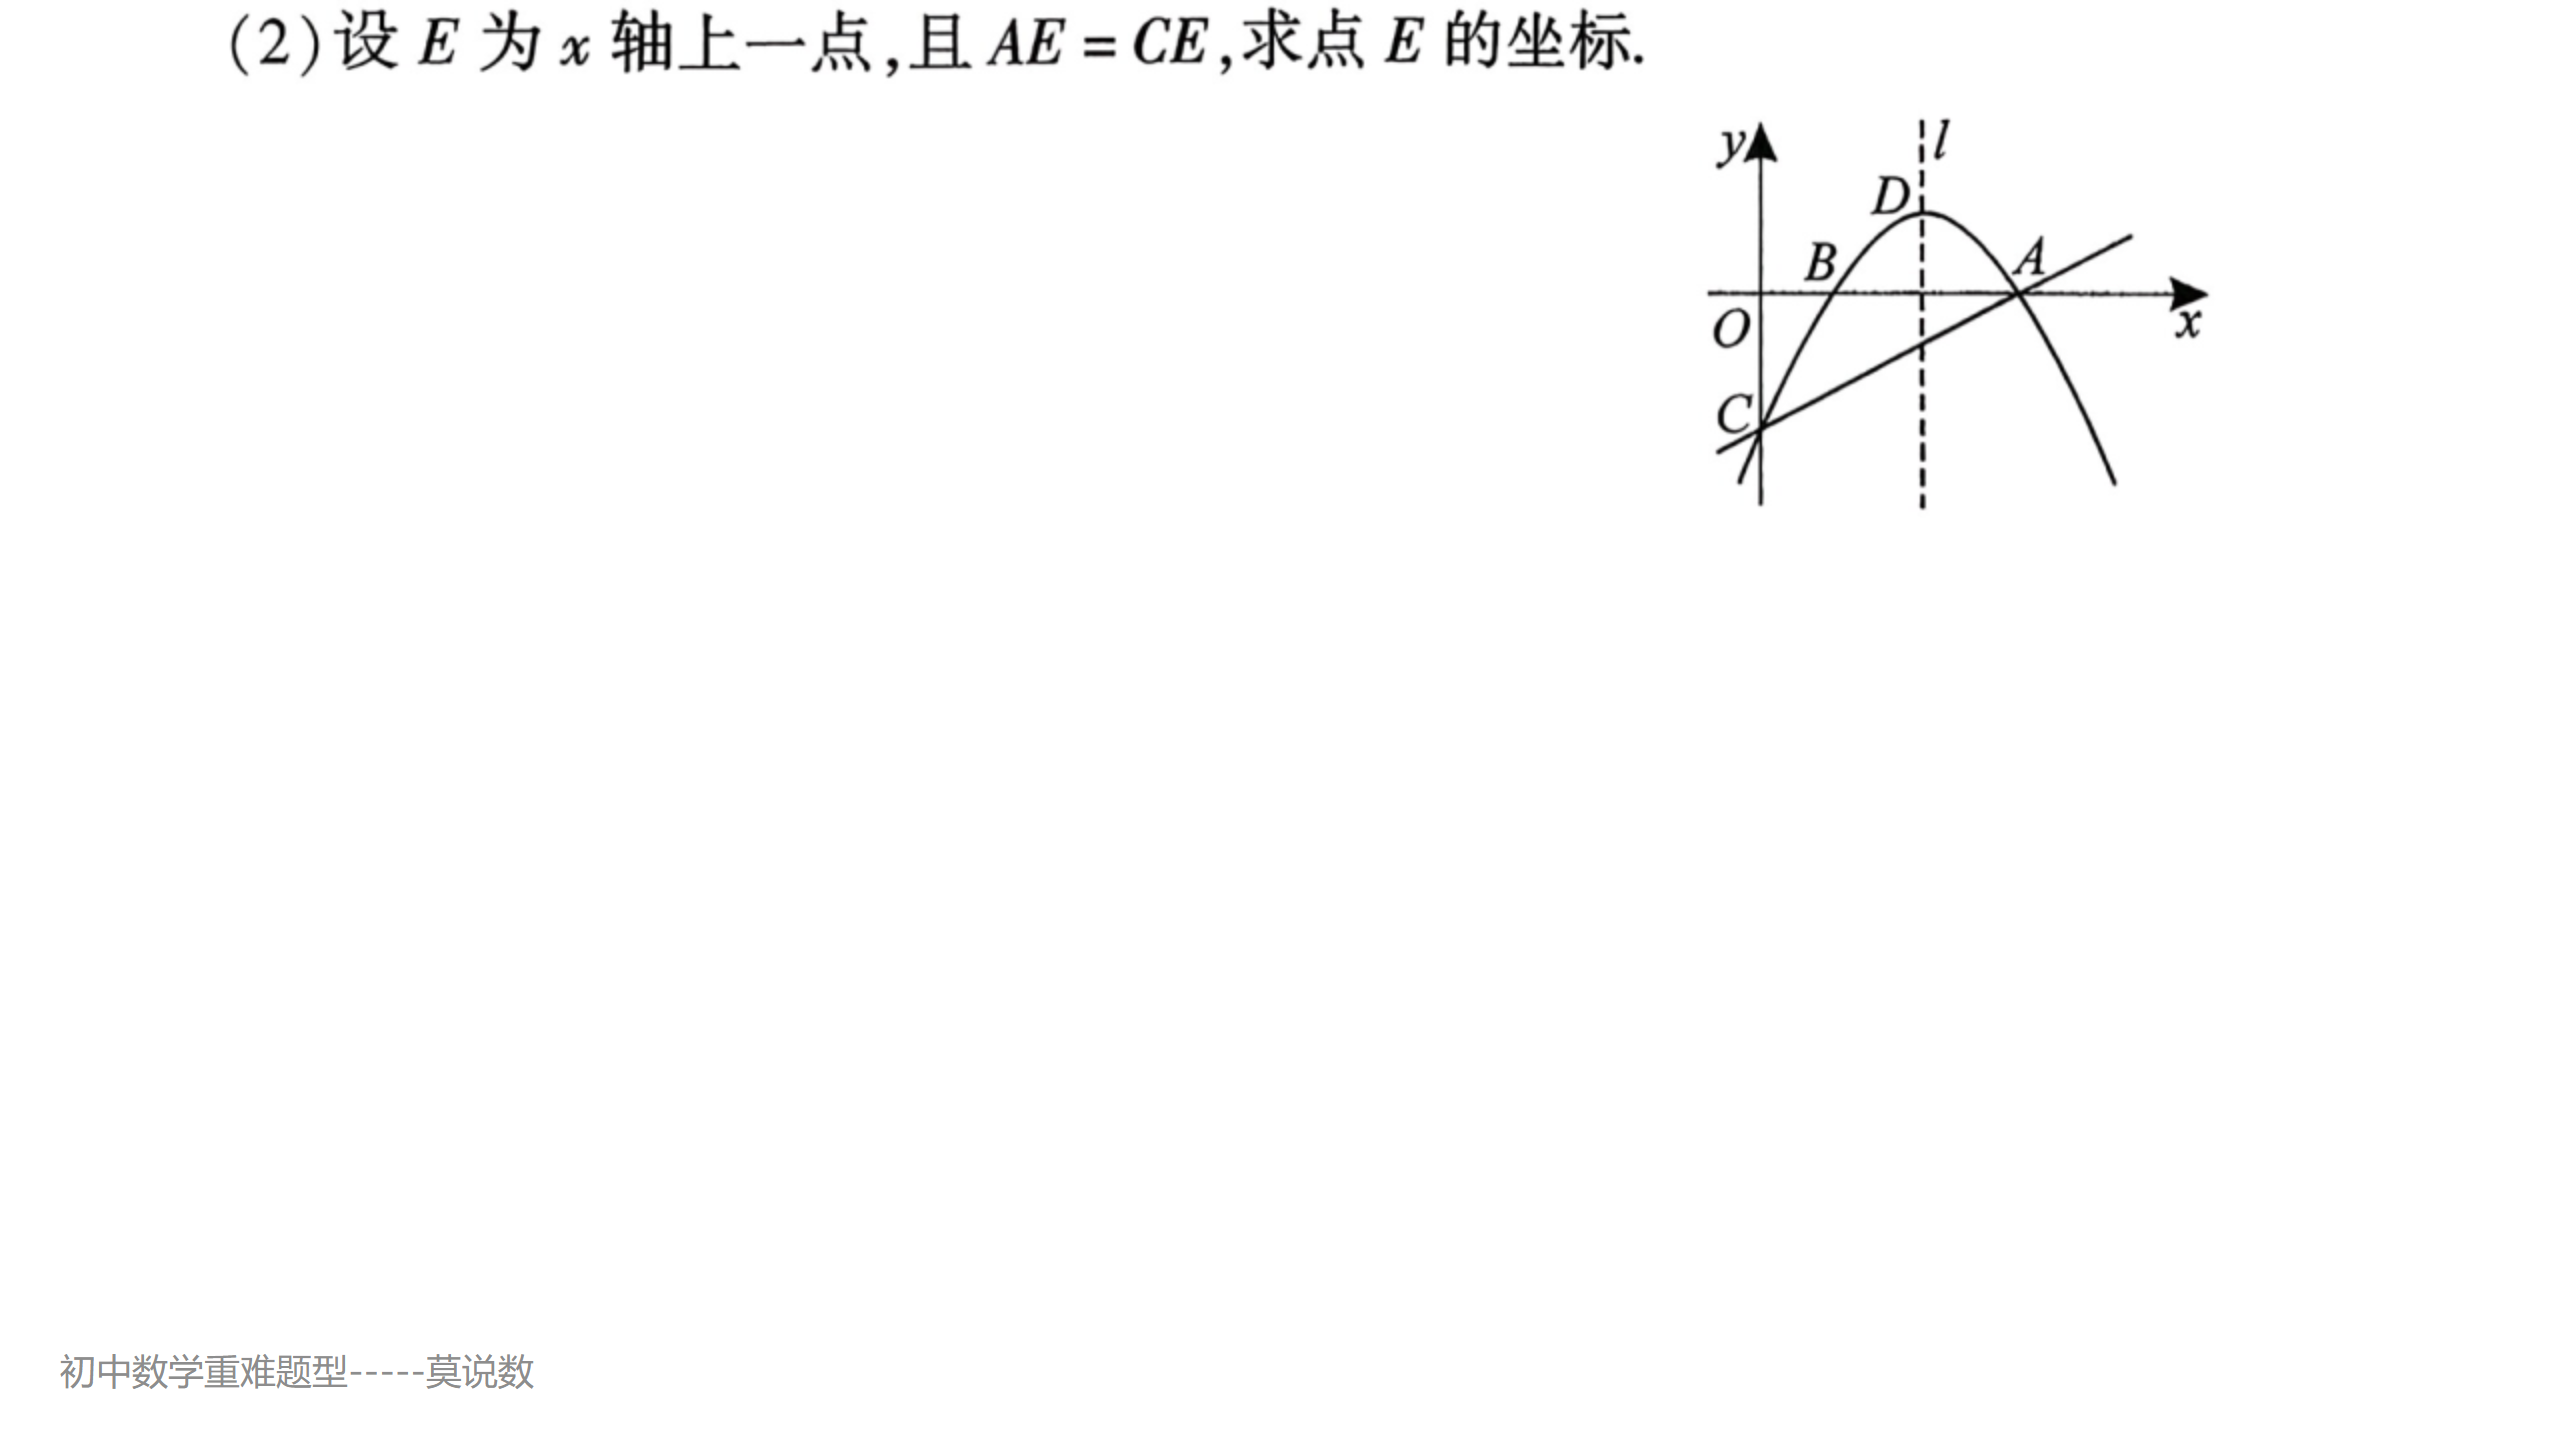 (2)设 E 为 x 轴上一点,且 AE = CE,求点 E 的坐标.
y
l
D
B
A
O
x
C
初中数学重难题型-----莫说数